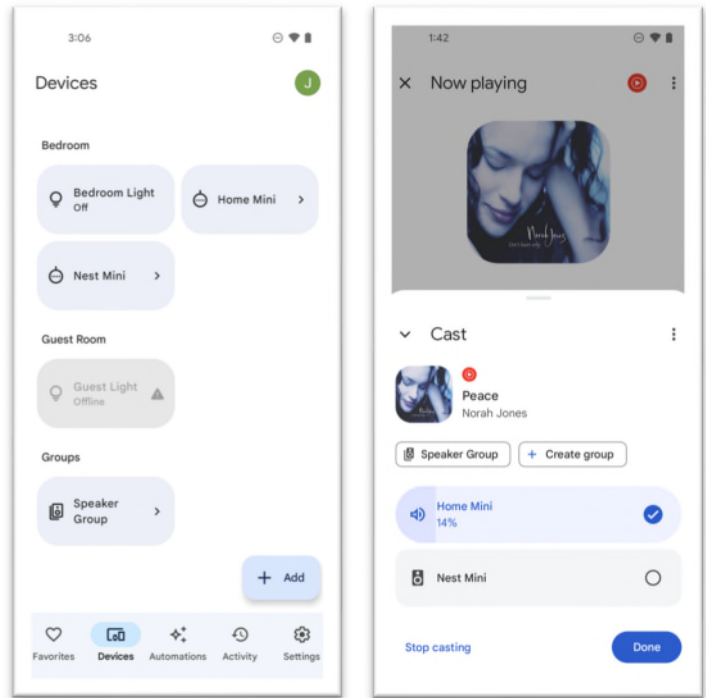 3:06
Devices
J
Bedroom
Bedroom Light
Off
Home Mini
Nest Mini
Guest Room
Guest Light
Offline
Groups
Speaker
Group
+ Add
Favorites Devices Automations Activity Settings
1:42
Now playing
Norah Jones
Cast
Peace
Norah Jones
Speaker Group
+ Create group
Home Mini
14%
Nest Mini
Stop casting
Done